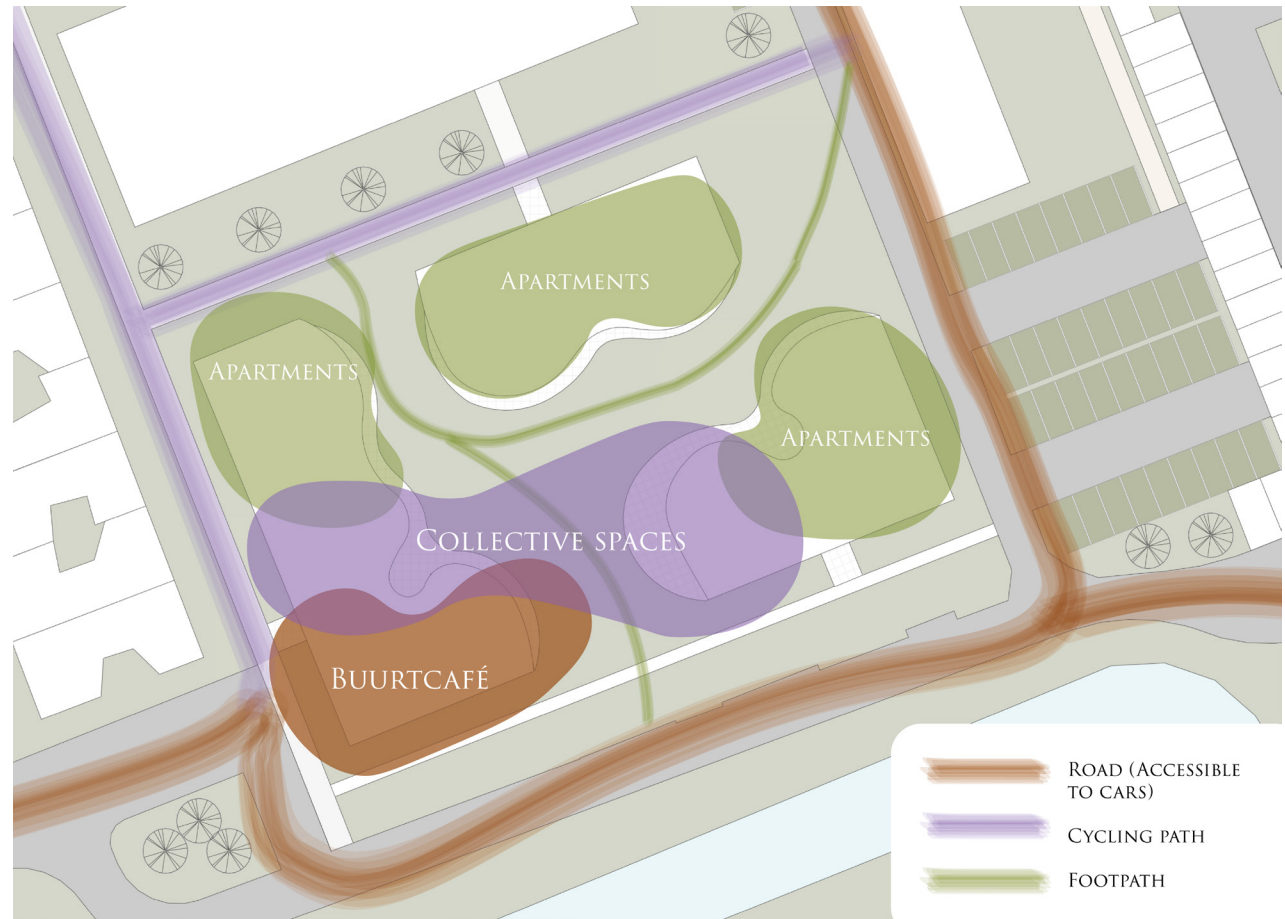 Apartments
Apartments
Apartments
Collective spaces
Buurtcafé
Road (Accessible
to cars)
Cycling path
Footpath